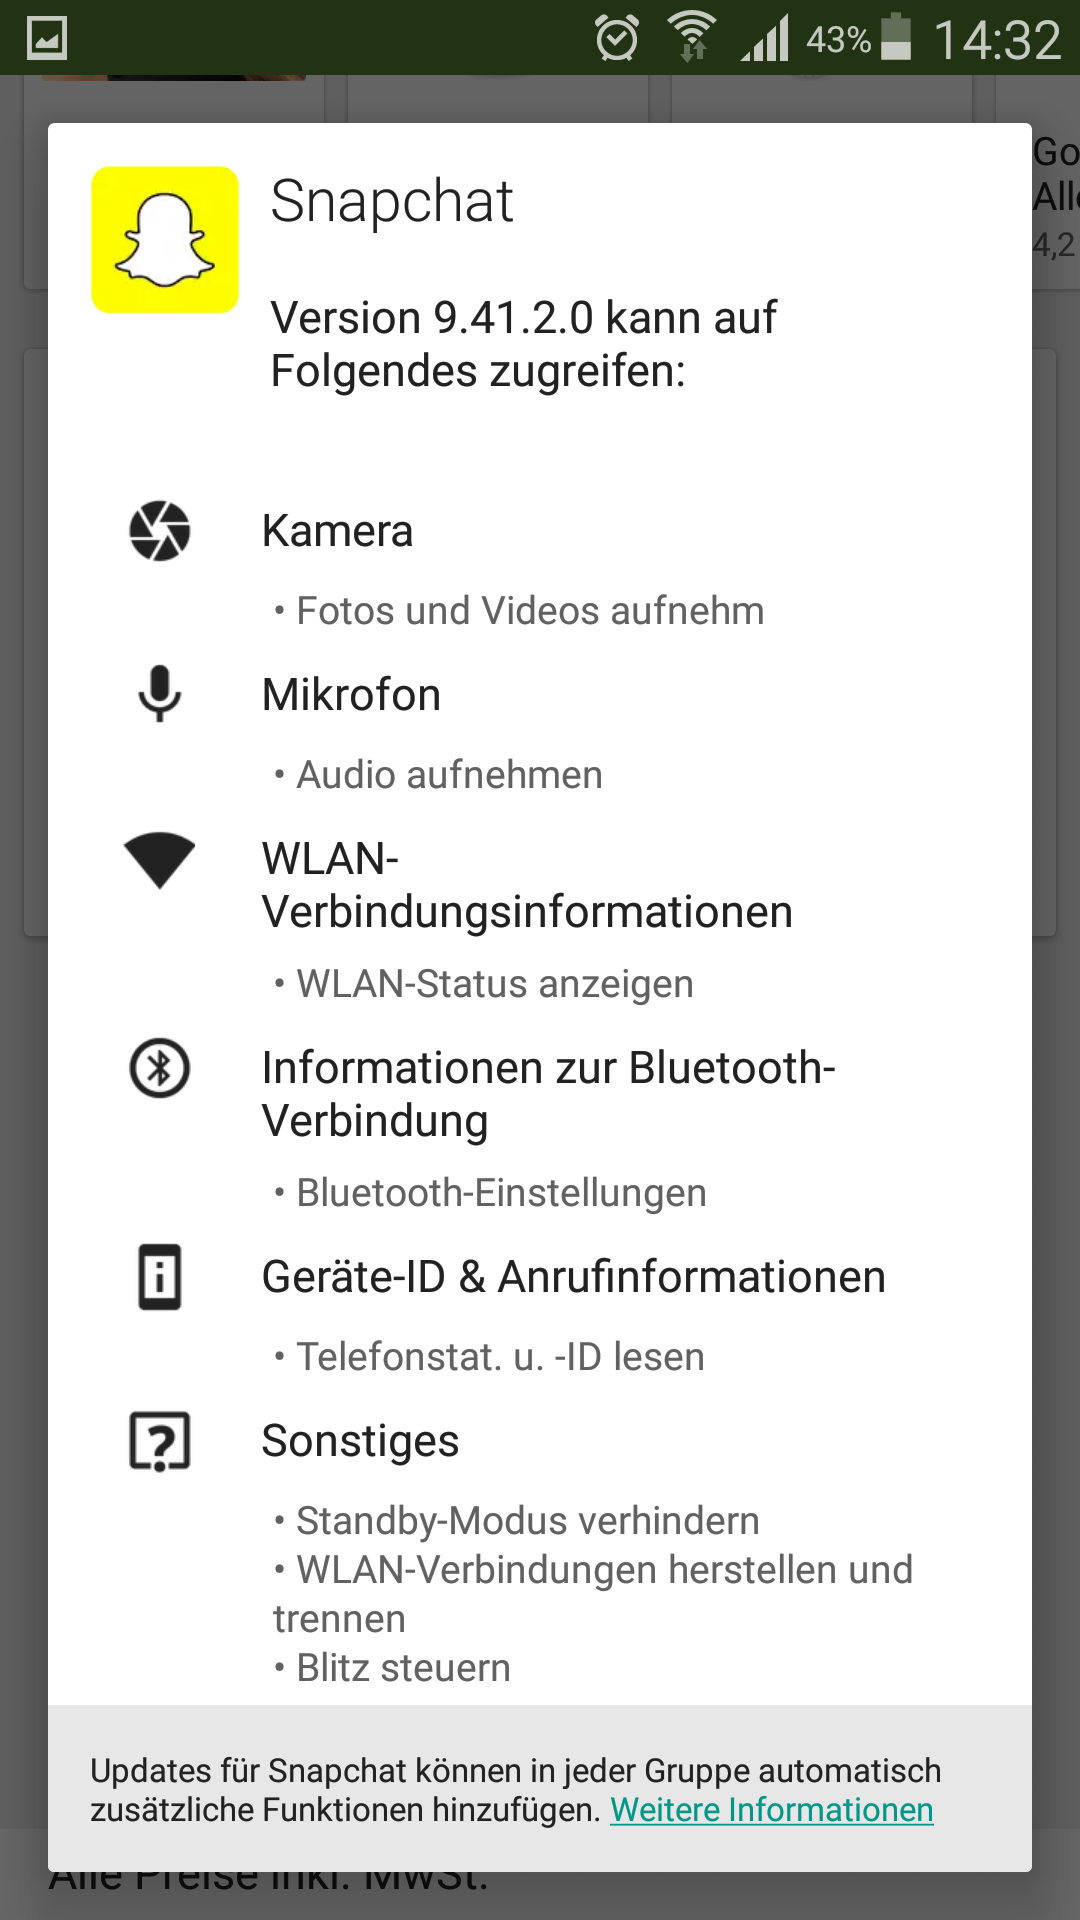 43% 14:32
Go
Alle
4,2
Snapchat
Version 9.41.2.0 kann auf
Folgendes zugreifen:
Kamera
• Fotos und Videos aufnehm
Mikrofon
• Audio aufnehmen
WLAN-
Verbindungsinformationen
• WLAN-Status anzeigen
Informationen zur Bluetooth-
Verbindung
• Bluetooth-Einstellungen
Geräte-ID & Anrufinformationen
• Telefonstat. u. -ID lesen
Sonstiges
• Standby-Modus verhindern
• WLAN-Verbindungen herstellen und
trennen
• Blitz steuern
Updates für Snapchat können in jeder Gruppe automatisch
zusätzliche Funktionen hinzufügen. Weitere Informationen
Alle Preise inkl. MwSt.